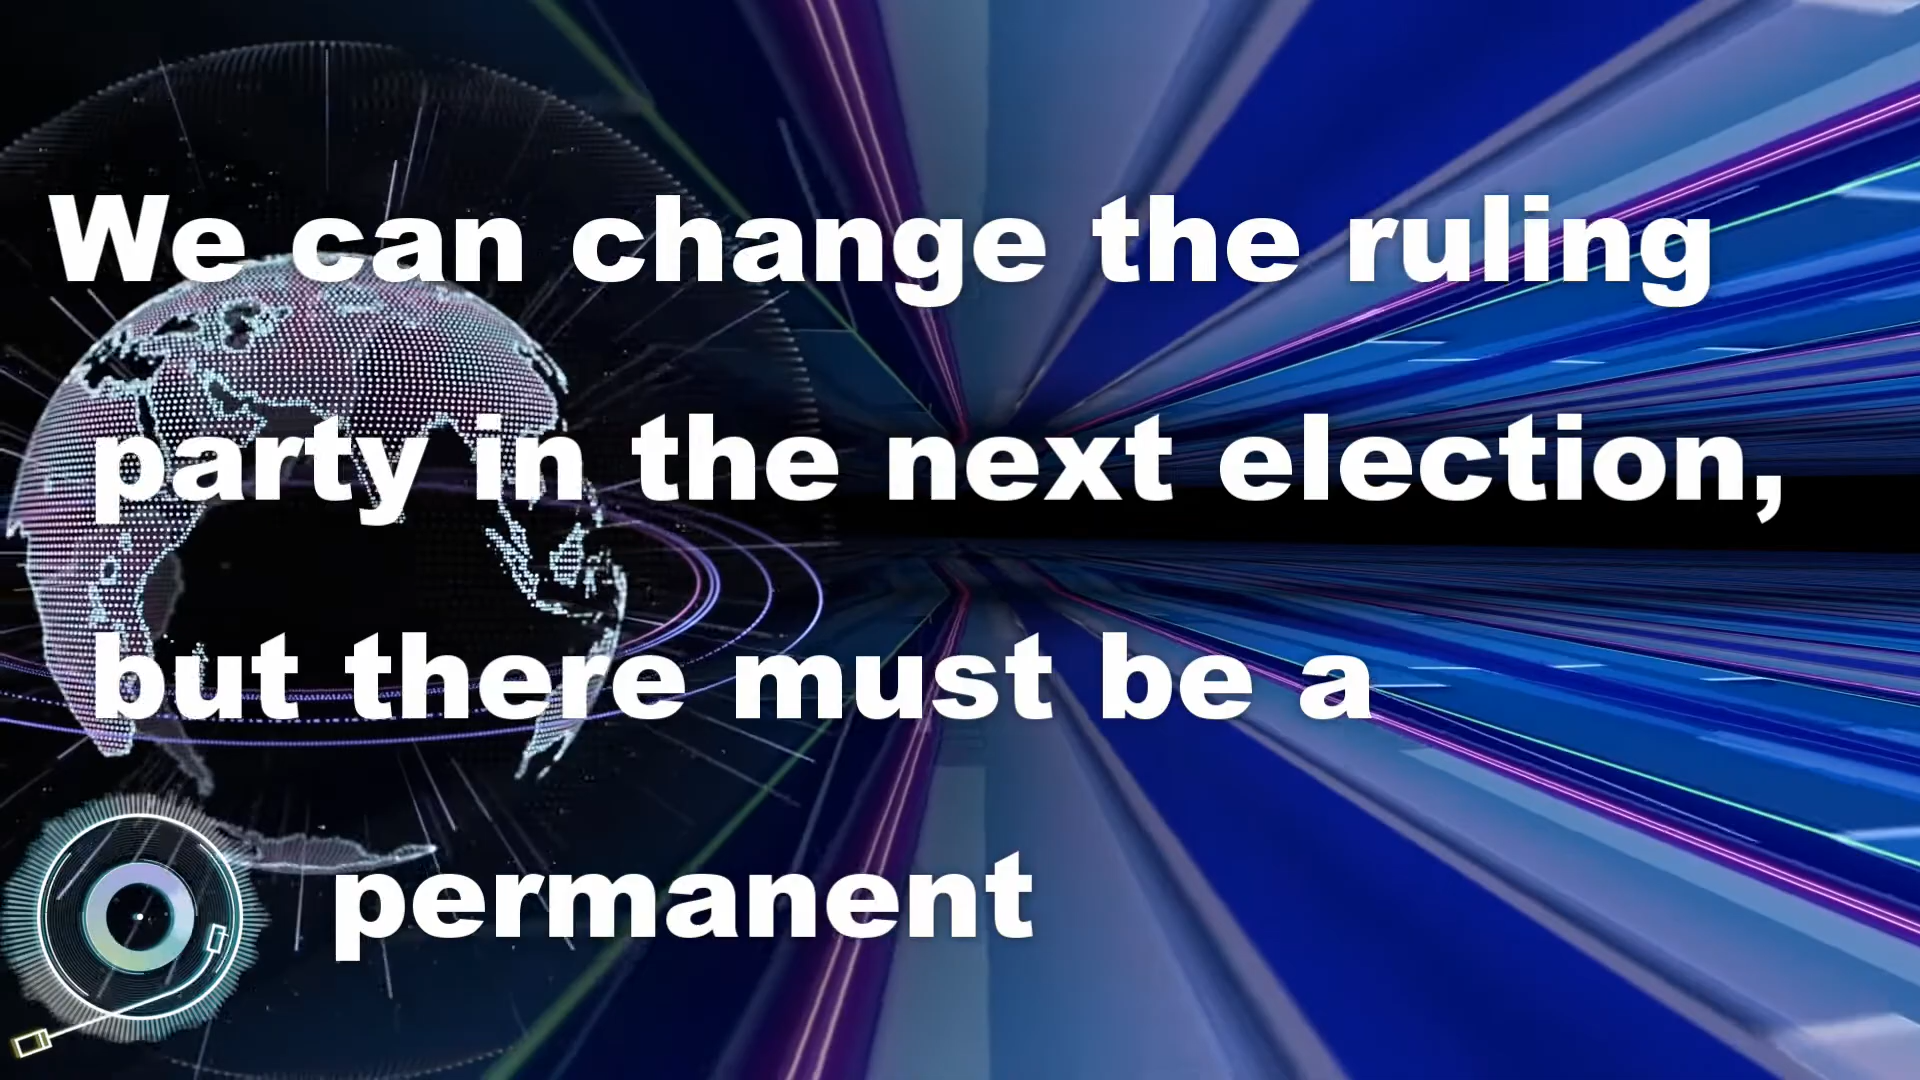 We can change the ruling
party in the next election,
but there must be a
permanent